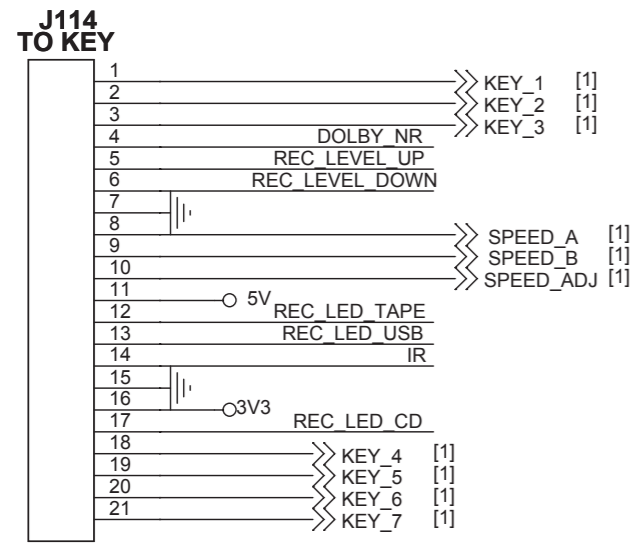 J114
TO KEY
1
KEY_1 [1]
2
KEY_2 [1]
3
KEY_3 [1]
4 DOLBY_NR
5 REC_LEVEL_UP
6 REC_LEVEL_DOWN
7
8
SPEED_A [1]
9
SPEED_B [1]
10
SPEED_ADJ [1]
11
5V
12 REC_LED_TAPE
13 REC_LED_USB
14 IR
15
16
3V3
17 REC_LED_CD
18
KEY_4 [1]
19
KEY_5 [1]
20
KEY_6 [1]
21
KEY_7 [1]